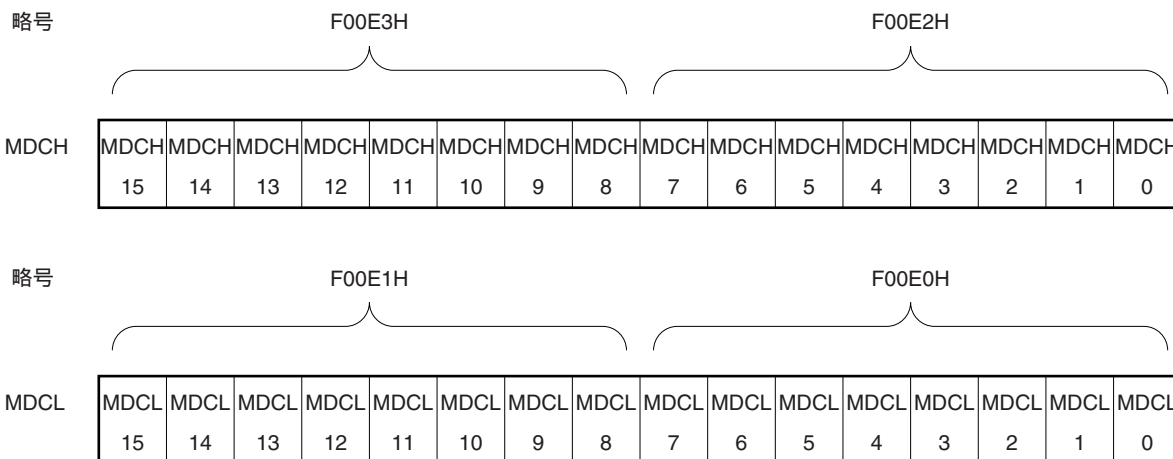 略号 F00E3H F00E2H
MDCH MDCH MDCH MDCH MDCH MDCH MDCH MDCH MDCH MDCH MDCH MDCH MDCH MDCH MDCH MDCH MDCH
15 14 13 12 11 10 9 8 7 6 5 4 3 2 1 0
略号 F00E1H F00E0H
MDCL MDCL MDCL MDCL MDCL MDCL MDCL MDCL MDCL MDCL MDCL MDCL MDCL MDCL MDCL MDCL MDCL
15 14 13 12 11 10 9 8 7 6 5 4 3 2 1 0